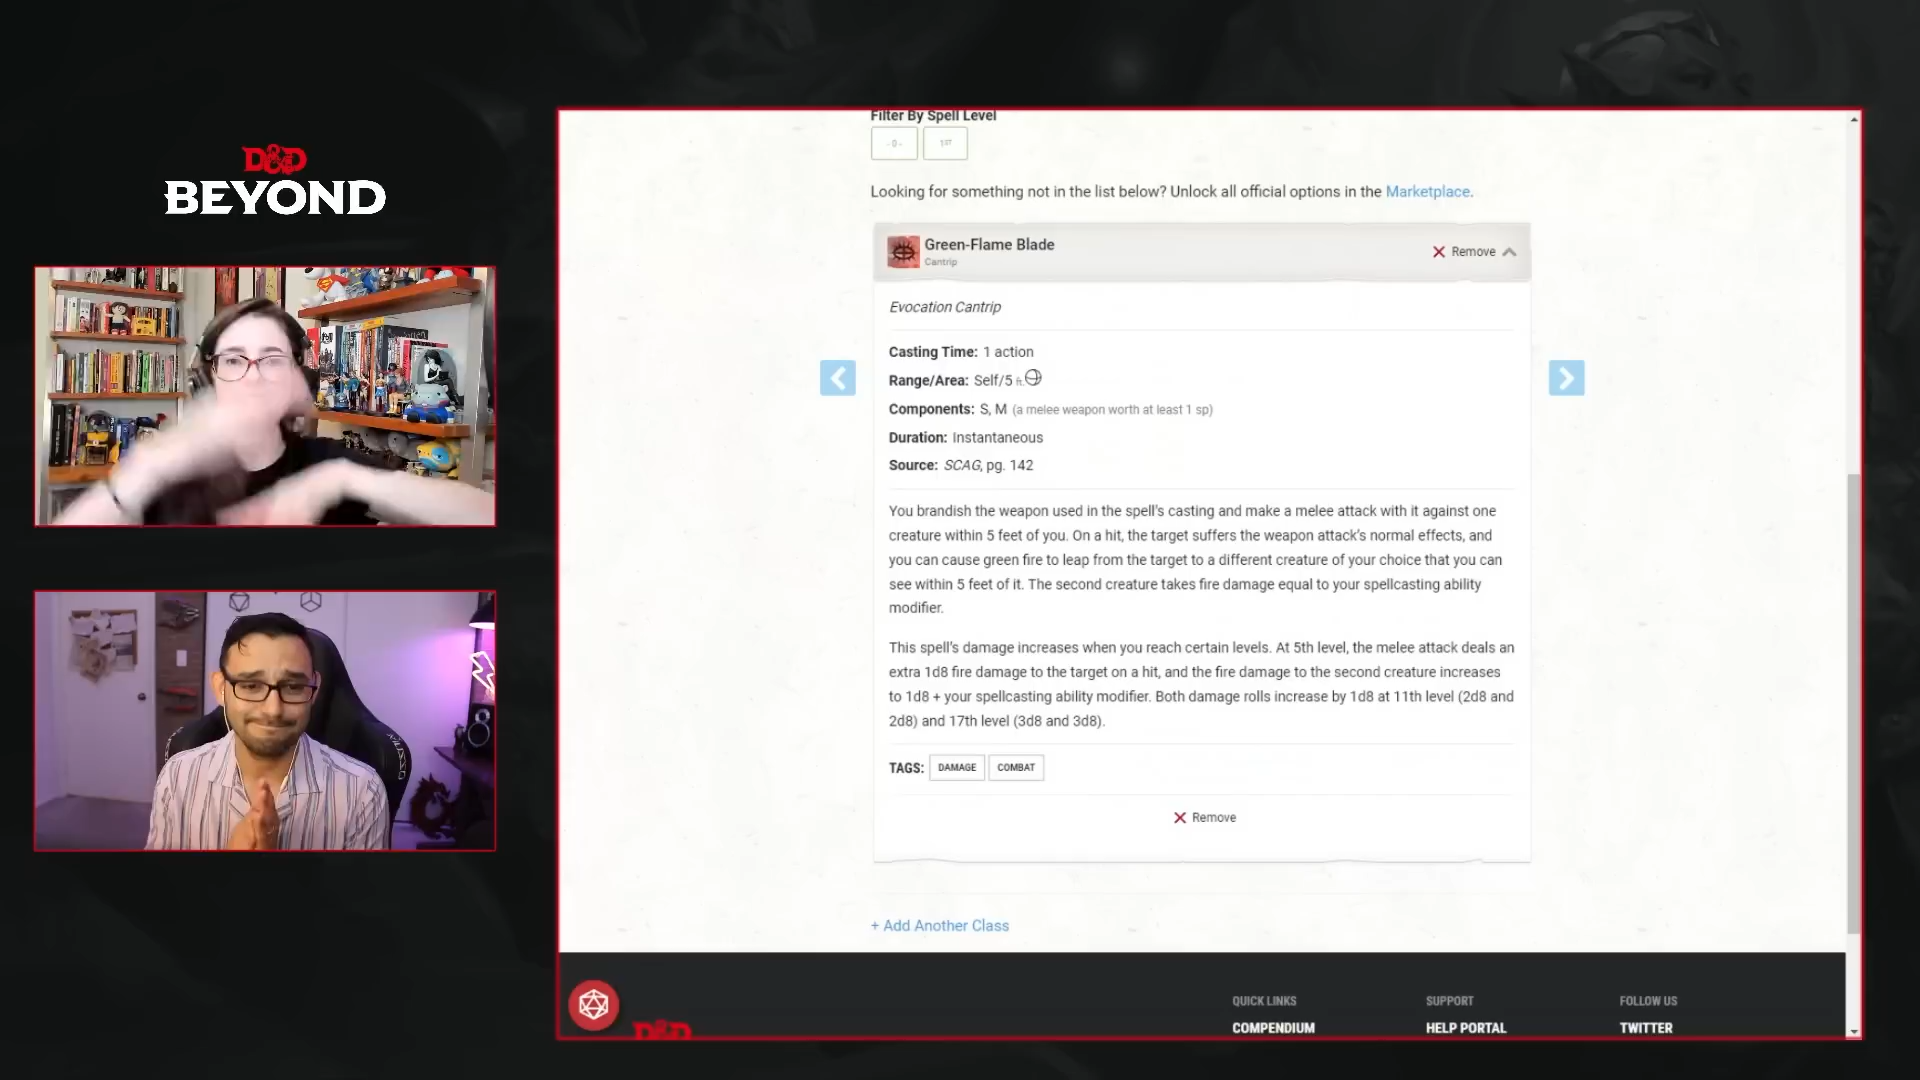 D&D
BEYOND
Filter By Spell Level
- 0 -
1ST
Looking for something not in the list below? Unlock all official options in the Marketplace.
Green-Flame Blade
Cantrip
Remove
Evocation Cantrip
Casting Time: 1 action
Range/Area: Self/5 ft.
Components: S, M (a melee weapon worth at least 1 sp)
Duration: Instantaneous
Source: SCAG, pg. 142
You brandish the weapon used in the spell's casting and make a melee attack with it against one
creature within 5 feet of you. On a hit, the target suffers the weapon attack's normal effects, and
you can cause green fire to leap from the target to a different creature of your choice that you can
see within 5 feet of it. The second creature takes fire damage equal to your spellcasting ability
modifier.
This spell's damage increases when you reach certain levels. At 5th level, the melee attack deals an
extra 1d8 fire damage to the target on a hit, and the fire damage to the second creature increases
to 1d8 + your spellcasting ability modifier. Both damage rolls increase by 1d8 at 11th level (2d8 and
2d8) and 17th level (3d8 and 3d8).
TAGS: DAMAGE COMBAT
Remove
+ Add Another Class
QUICK LINKS
SUPPORT
FOLLOW US
D&D
COMPENDIUM
HELP PORTAL
TWITTER